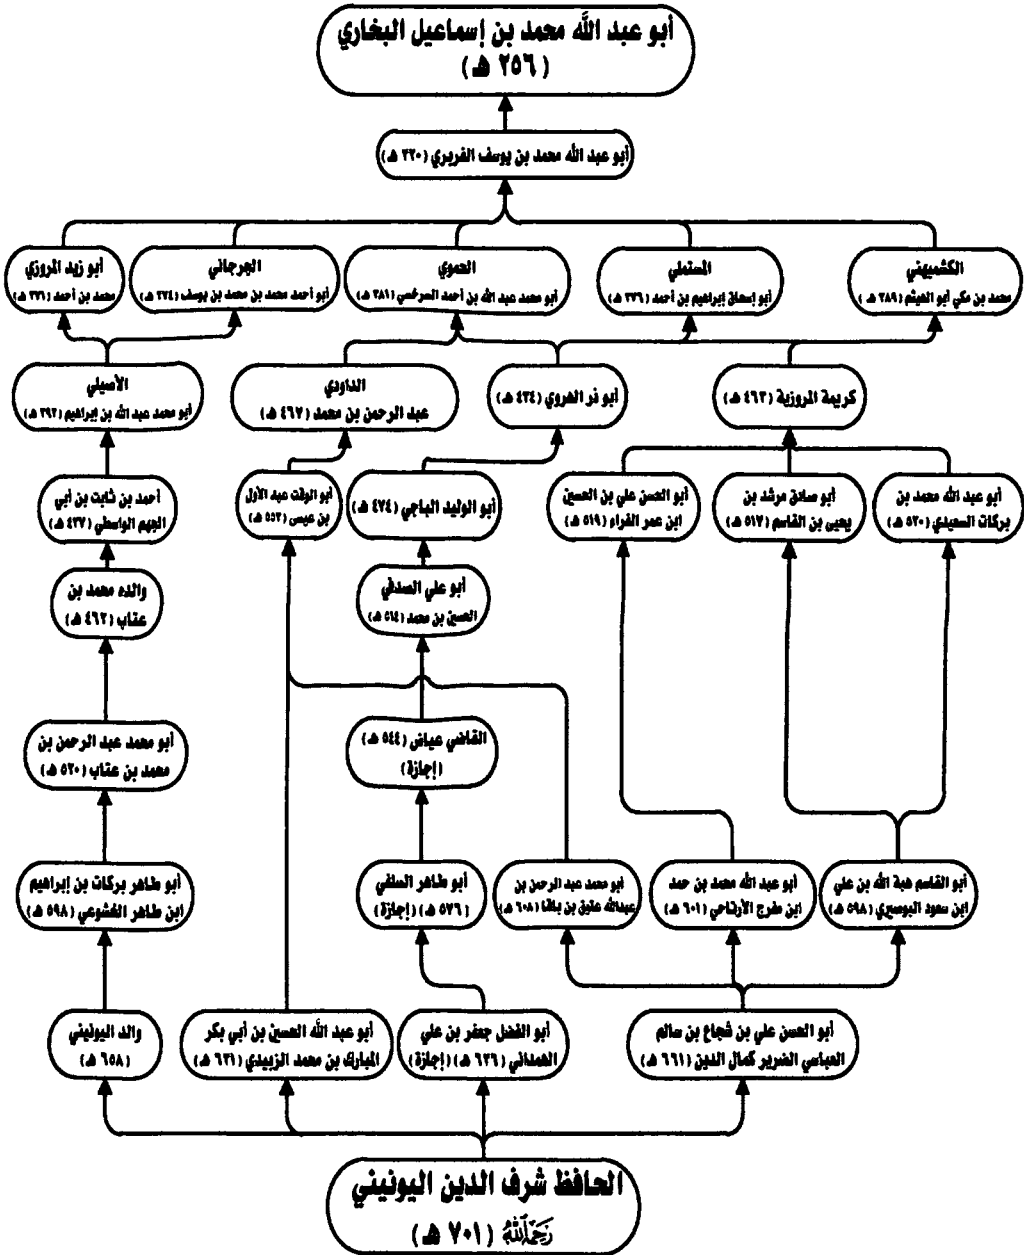 أبو عبد الله محمد بن إسماعيل البخاري
(٢٥٦ هـ)
أبو عبد الله محمد بن يوسف الفربري (٣٢٠ هـ)
الكشميهني
محمد بن مكي أبو الهيثم (٣٨٩ هـ)
المستملي
أبو إسحاق إبراهيم بن أحمد (٣٧٦ هـ)
الحموي
أبو محمد عبد الله بن أحمد السرخسي (٣٨١ هـ)
الجرجاني
أبو أحمد محمد بن محمد بن يوسف (٣٧٤ هـ)
أبو زيد المروزي
محمد بن أحمد (٣٧١ هـ)
كريمة المروزية (٤٦٣ هـ)
أبو ذر الهروي (٤٣٤ هـ)
الداودي
عبد الرحمن بن محمد (٤٦٧ هـ)
الأصيلي
أبو محمد عبد الله بن إبراهيم (٣٩٢ هـ)
أبو عبد الله محمد بن
بركات السعيدي (٥٢٠ هـ)
أبو صادق مرشد بن
يحيى بن القاسم (٥١٧ هـ)
أبو الحسن علي بن الحسين
ابن عمر الفراء (٥١٩ هـ)
أبو الوليد الباجي (٤٧٤ هـ)
أبو الوقت عبد الأول
بن عيسى (٥٥٣ هـ)
أحمد بن ثابت بن أبي
الجهم الواسطي (٤٣٧ هـ)
أبو علي الصدفي
الحسين بن محمد (٥١٤ هـ)
والده محمد بن
عتاب (٤٦٢ هـ)
القاضي عياض (٥٤٤ هـ)
(إجازة)
أبو محمد عبد الرحمن بن
محمد بن عتاب (٥٢٠ هـ)
أبو القاسم هبة الله بن علي
ابن سعود البوصيري (٥٩٨ هـ)
أبو عبد الله محمد بن حمد
ابن مفرج الأرتاحي (٦٠١ هـ)
أبو محمد عبد الرحمن بن
عبدالله عتيق بن باقا (٦٠٨ هـ)
أبو طاهر السلفي
(٥٧٦ هـ) (إجازة)
أبو طاهر بركات بن إبراهيم
ابن طاهر الخشوعي (٥٩٨ هـ)
أبو الحسن علي بن شجاع بن سالم
العباسي الضرير كمال الدين (٦٦١ هـ)
أبو الفضل جعفر بن علي
الهمداني (٦٣٦ هـ) (إجازة)
أبو عبد الله الحسين بن أبي بكر
المبارك بن محمد الزبيدي (٦٣١ هـ)
والد اليونيني
(٦٥٨ هـ)
الحافظ شرف الدين اليونيني
رَحِمَهُ اللَّهُ (٧٠١ هـ)